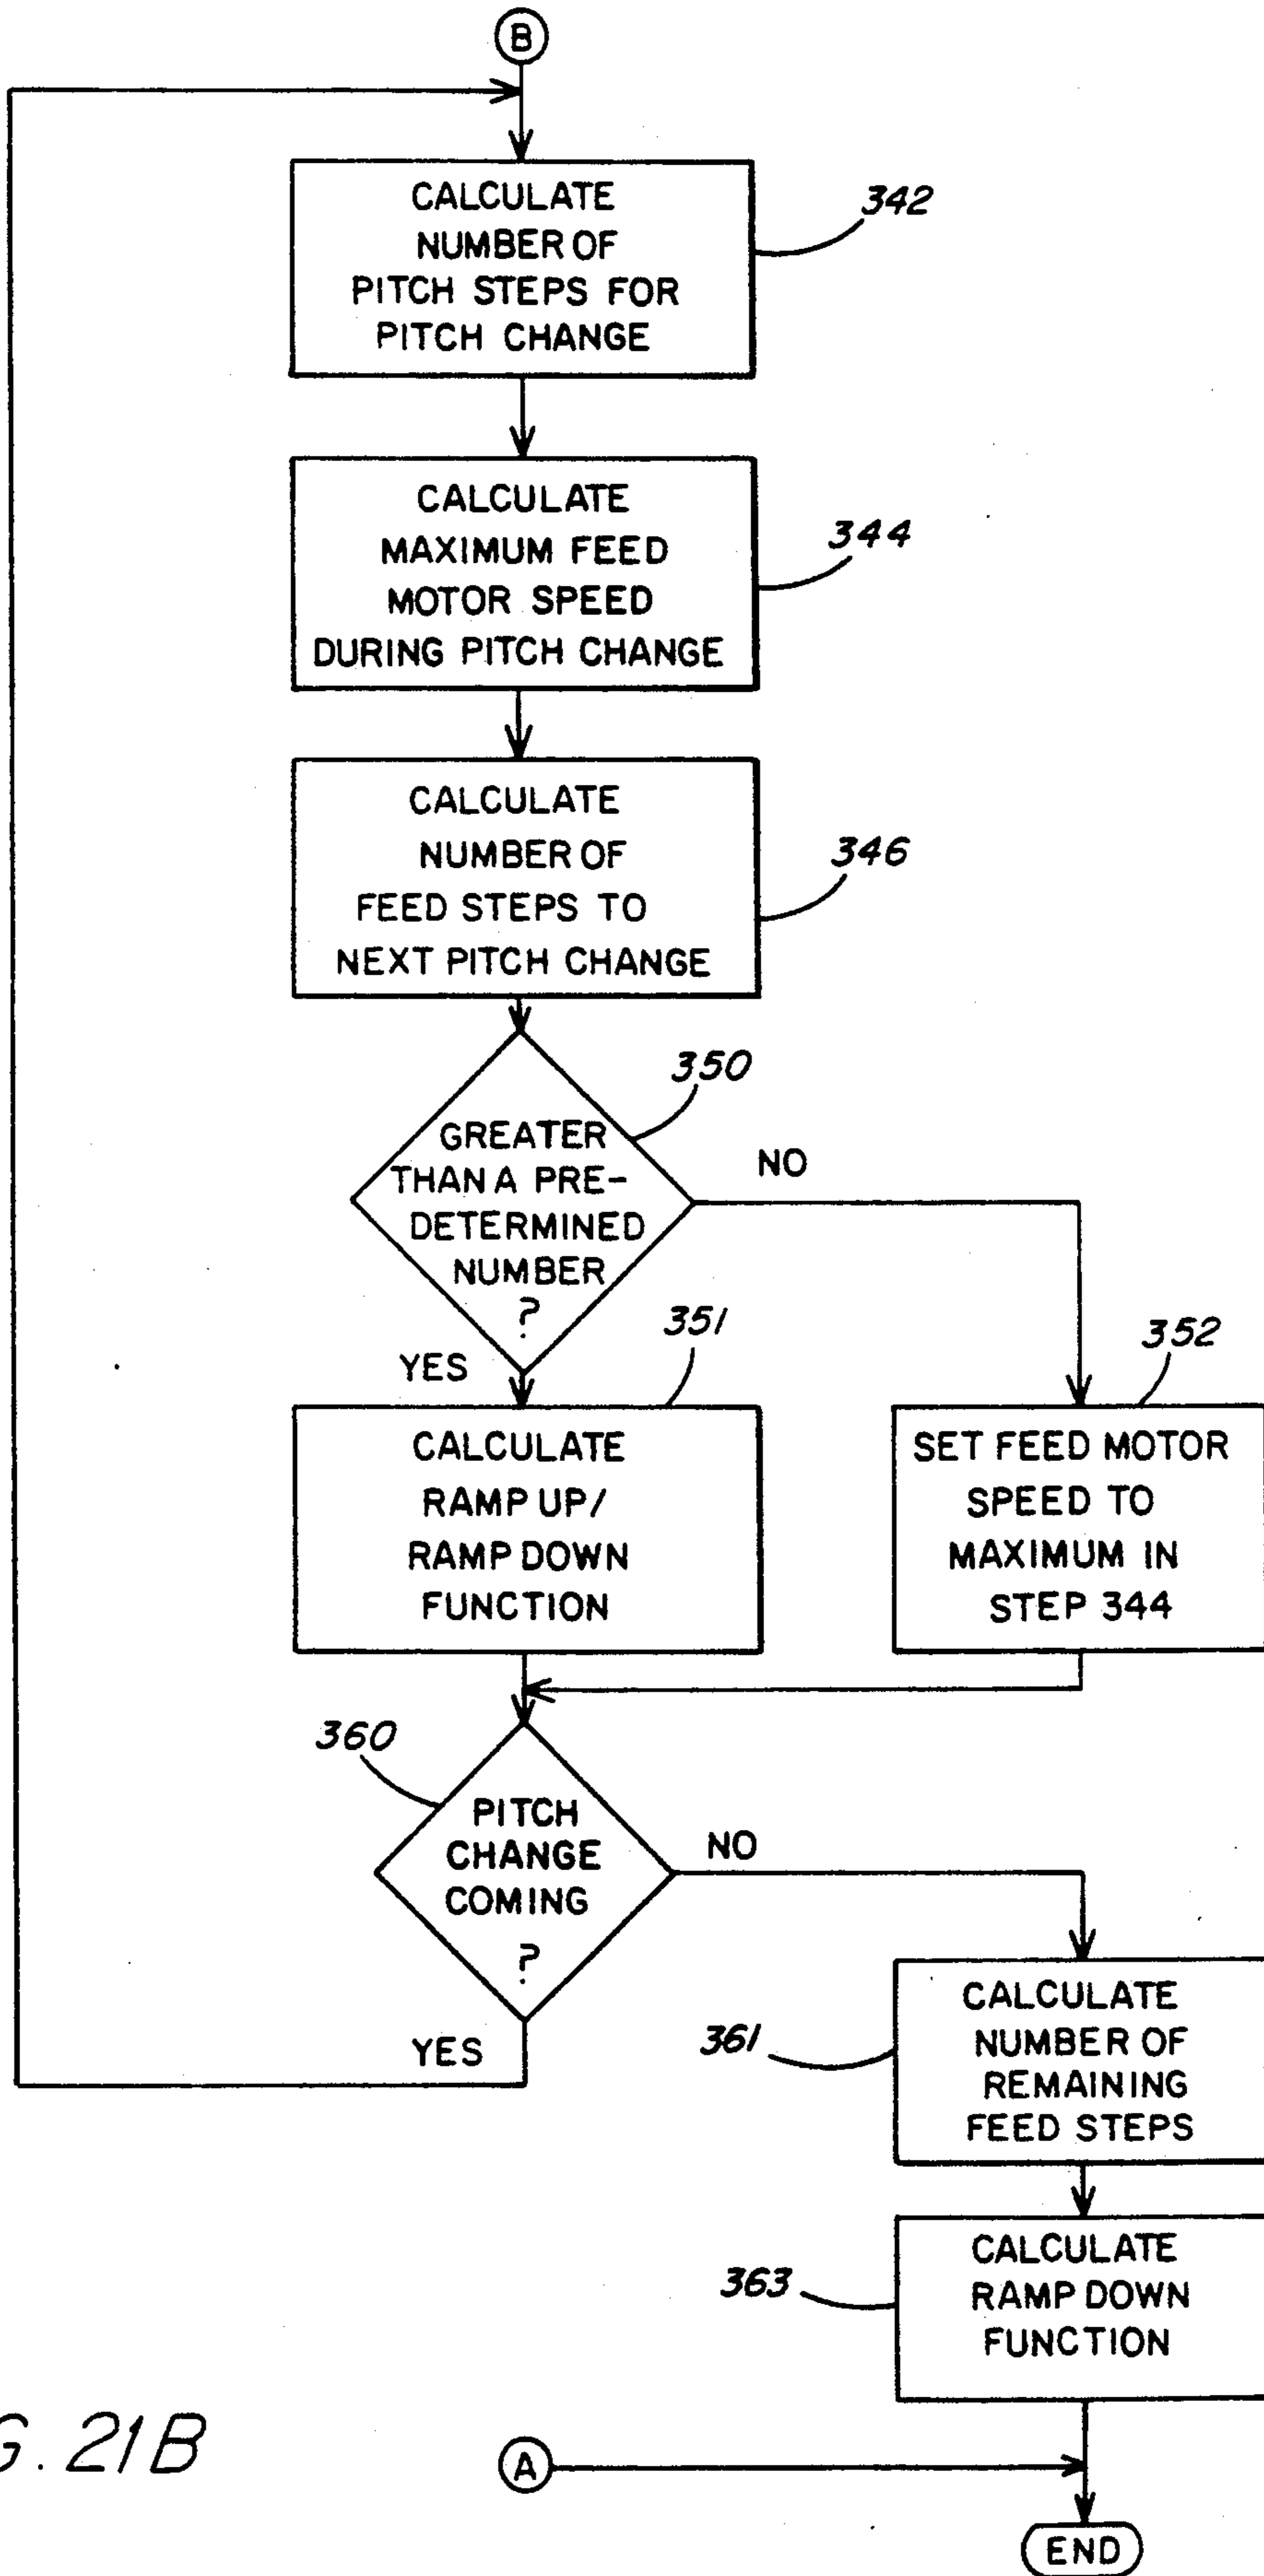 B
CALCULATE
NUMBER OF
PITCH STEPS FOR
PITCH CHANGE
342
CALCULATE
MAXIMUM FEED
MOTOR SPEED
DURING PITCH CHANGE
344
CALCULATE
NUMBER OF
FEED STEPS TO
NEXT PITCH CHANGE
346
350
GREATER
THAN A PRE-
DETERMINED
NUMBER
?
NO
YES
351
352
CALCULATE
RAMP UP/
RAMP DOWN
FUNCTION
SET FEED MOTOR
SPEED TO
MAXIMUM IN
STEP 344
360
PITCH
CHANGE
COMING
?
NO
YES
361
CALCULATE
NUMBER OF
REMAINING
FEED STEPS
363
CALCULATE
RAMP DOWN
FUNCTION
G. 21B
A
END